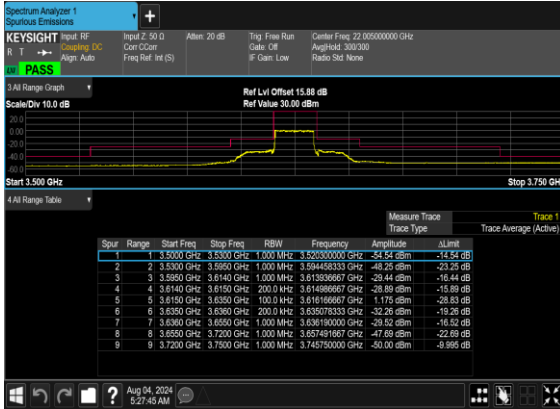 Spectrum Analyzer 1
Spurious Emissions
KEYSIGHT Input: RF Input Z: 50 Ω Atten: 20 dB Trig: Free Run Center Freq: 22.005000000 GHz
R T Coupling: DC Corr CCorr Gate: Off Avg|Hold: 300/300
Align: Auto Freq Ref: Int (S) IF Gain: Low Radio Std: None
PASS
3 All Range Graph Ref Lvl Offset 15.88 dB
Scale/Div 10.0 dB Ref Value 30.00 dBm
20.0
0.00
-20.0
-40.0
-60.0
Start 3.500 GHz Stop 3.750 GH
4 All Range Table
Measure Trace Trace 1
Trace Type Trace Average (Active)
Spur Range Start Freq Stop Freq RBW Frequency Amplitude ΔLimit
1 1 3.5000 GHz 3.5300 GHz 1.000 MHz 3.520300000 GHz -54.54 dBm -14.54 dB
2 2 3.5300 GHz 3.5950 GHz 1.000 MHz 3.594458333 GHz -48.25 dBm -23.25 dB
3 3 3.5950 GHz 3.6140 GHz 1.000 MHz 3.613936667 GHz -29.44 dBm -16.44 dB
4 4 3.6140 GHz 3.6150 GHz 200.0 kHz 3.614986667 GHz -28.89 dBm -15.89 dB
5 5 3.6150 GHz 3.6350 GHz 100.0 kHz 3.616166667 GHz 1.175 dBm -28.83 dB
6 6 3.6350 GHz 3.6360 GHz 200.0 kHz 3.635078333 GHz -32.26 dBm -19.26 dB
7 7 3.6360 GHz 3.6550 GHz 1.000 MHz 3.636190000 GHz -29.52 dBm -16.52 dB
8 8 3.6550 GHz 3.7200 GHz 1.000 MHz 3.657491667 GHz -47.69 dBm -22.69 dB
9 9 3.7200 GHz 3.7500 GHz 1.000 MHz 3.745750000 GHz -50.00 dBm -9.995 dB
Aug 04, 2024
5:27:45 AM